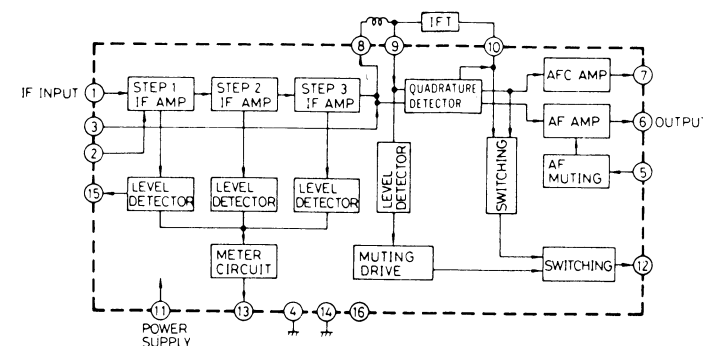 IFT
8
9
10
IF INPUT
1
STEP 1
IF AMP
STEP 2
IF AMP
STEP 3
IF AMP
QUADRATURE
DETECTOR
AFC AMP
7
3
AF AMP
6
OUTPUT
2
LEVEL
DETECTOR
SWITCHING
AF
MUTING
5
15
LEVEL
DETECTOR
LEVEL
DETECTOR
LEVEL
DETECTOR
METER
CIRCUIT
MUTING
DRIVE
SWITCHING
12
11
13
4
14
16
POWER
SUPPLY